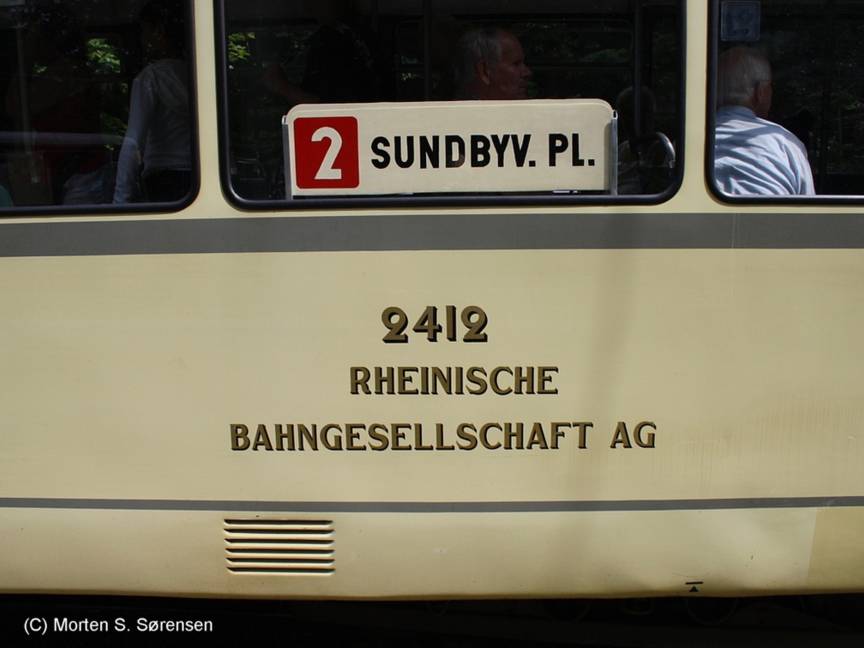 2 SUNDBYV. PL.
2412
RHEINISCHE
BAHNGESELLSCHAFT AG
(C) Morten S. Sørensen